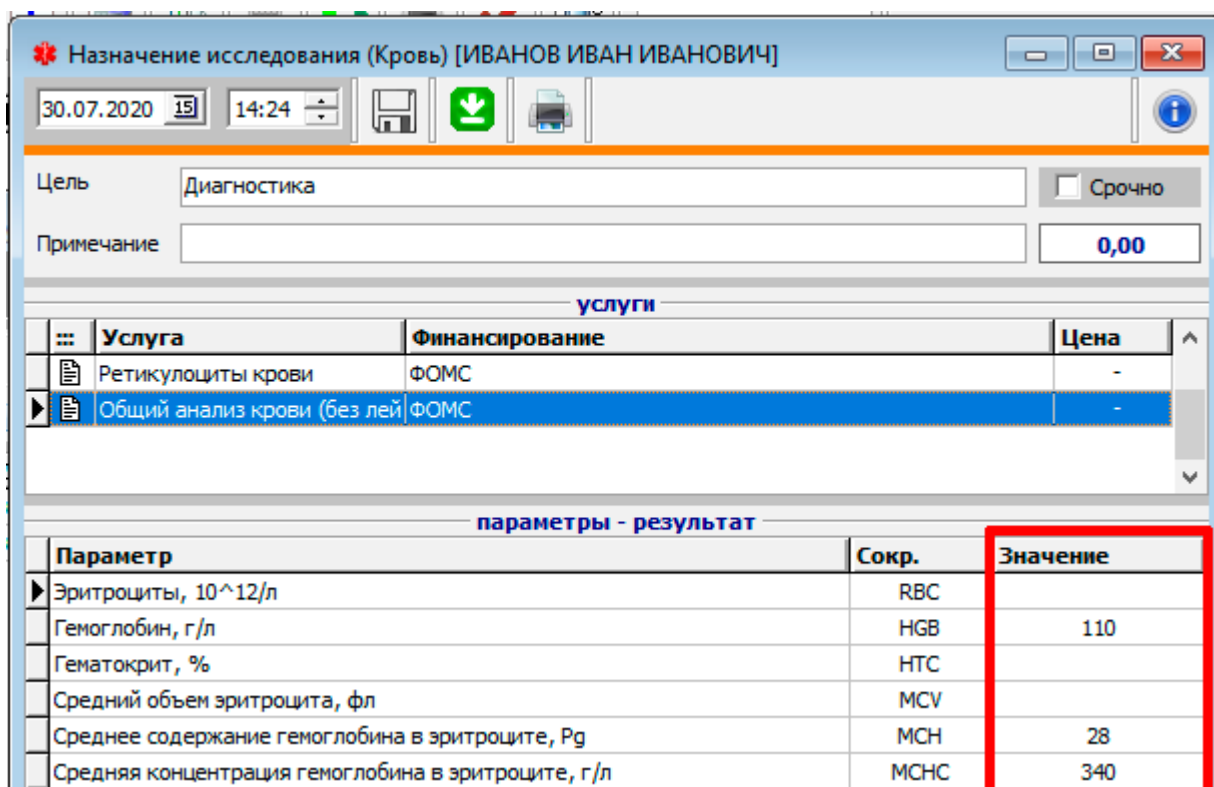 Назначение исследования (Кровь) [ИВАНОВ ИВАН ИВАНОВИЧ]
30.07.2020 15 14:24
Цель Диагностика Срочно
Примечание 0,00
услуги
::: Услуга Финансирование Цена
Ретикулоциты крови ФОМС -
Общий анализ крови (без лей ФОМС -
параметры - результат
Параметр Сокр. Значение
Эритроциты, 10^12/л RBC
Гемоглобин, г/л HGB 110
Гематокрит, % HTC
Средний объем эритроцита, фл MCV
Среднее содержание гемоглобина в эритроците, Pg MCH 28
Средняя концентрация гемоглобина в эритроците, г/л MCHC 340